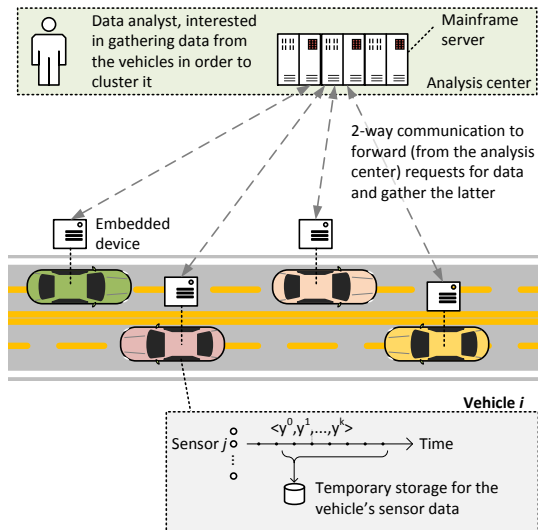 Data analyst, interested
in gathering data from
the vehicles in order to
cluster it
Mainframe
server
Analysis center
2-way communication to
forward (from the analysis
center) requests for data
and gather the latter
Embedded
device
Vehicle i
<y⁰,y¹,...,yᵏ>
Sensor j
Time
Temporary storage for the
vehicle's sensor data